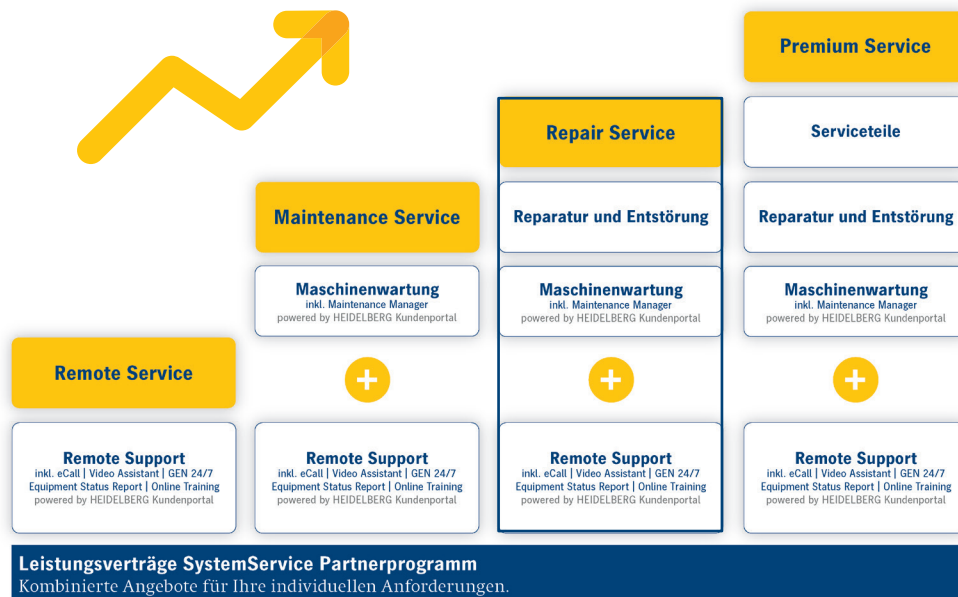 Remote Service
Remote Support
inkl. eCall | Video Assistant | GEN 24/7
Equipment Status Report | Online Training
powered by HEIDELBERG Kundenportal
Maintenance Service
Maschinenwartung
inkl. Maintenance Manager
powered by HEIDELBERG Kundenportal
+
Remote Support
inkl. eCall | Video Assistant | GEN 24/7
Equipment Status Report | Online Training
powered by HEIDELBERG Kundenportal
Repair Service
Reparatur und Entstörung
Maschinenwartung
inkl. Maintenance Manager
powered by HEIDELBERG Kundenportal
+
Remote Support
inkl. eCall | Video Assistant | GEN 24/7
Equipment Status Report | Online Training
powered by HEIDELBERG Kundenportal
Premium Service
Serviceteile
Reparatur und Entstörung
Maschinenwartung
inkl. Maintenance Manager
powered by HEIDELBERG Kundenportal
+
Remote Support
inkl. eCall | Video Assistant | GEN 24/7
Equipment Status Report | Online Training
powered by HEIDELBERG Kundenportal
Leistungsverträge SystemService Partnerprogramm
Kombinierte Angebote für Ihre individuellen Anforderungen.